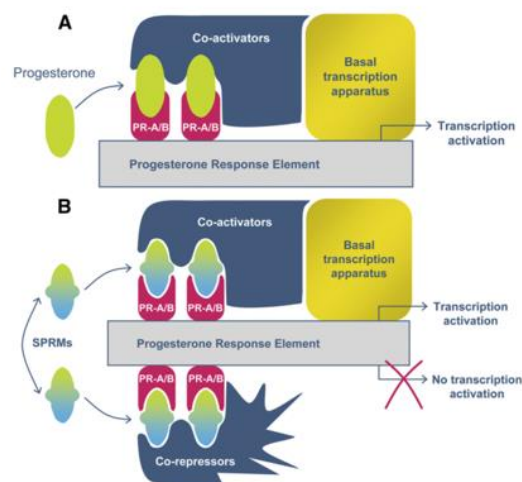 A
Co-activators
Progesterone
Basal
transcription
apparatus
PR-A/B PR-A/B
Transcription
activation
Progesterone Response Element
B
Co-activators
Basal
transcription
apparatus
PR-A/B PR-A/B
Transcription
activation
SPRMs
Progesterone Response Element
PR-A/B PR-A/B
No transcription
activation
Co-repressors